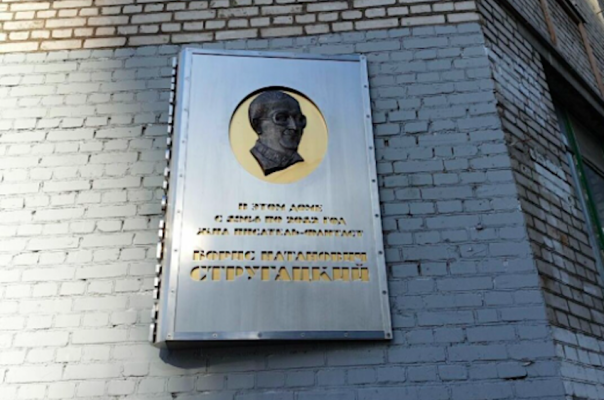 В ЭТОМ ДОМЕ
С ПО 2012 ГОД
ЖИЛ ПИСАТЕЛЬ-ФАНТАСТ
БОРИС НАТАНОВИЧ
СТРУГАЦКИЙ